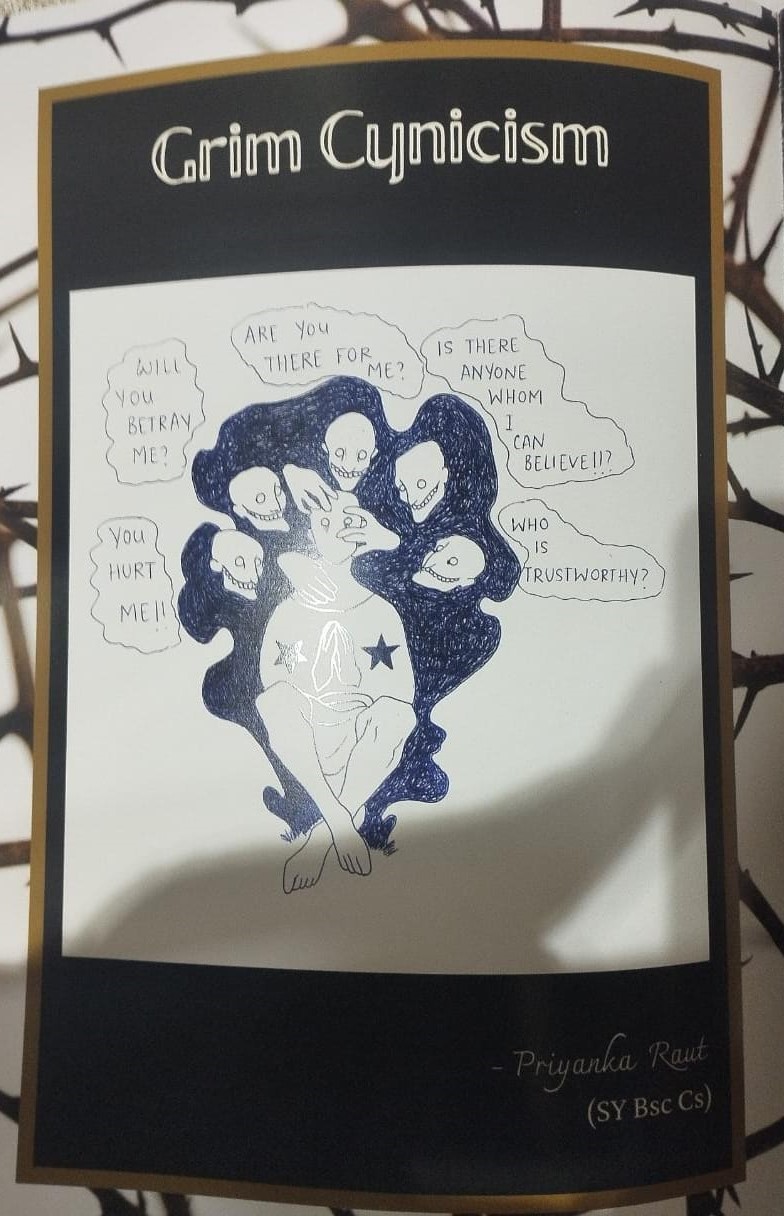 Grim Cynicism
WILL
YOU
BETRAY
ME?
ARE YOU
THERE FOR
ME?
IS THERE
ANYONE
WHOM
I
CAN
BELIEVE!!?
YOU
HURT
ME!!
WHO
IS
TRUSTWORTHY?
- Priyanka Raut
(SY Bsc Cs)